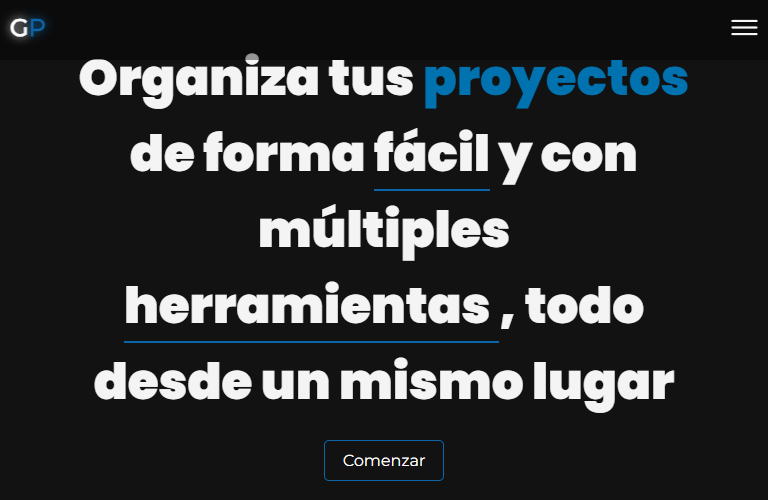 GP
Organiza tus proyectos
de forma fácil y con
múltiples
herramientas , todo
desde un mismo lugar
Comenzar